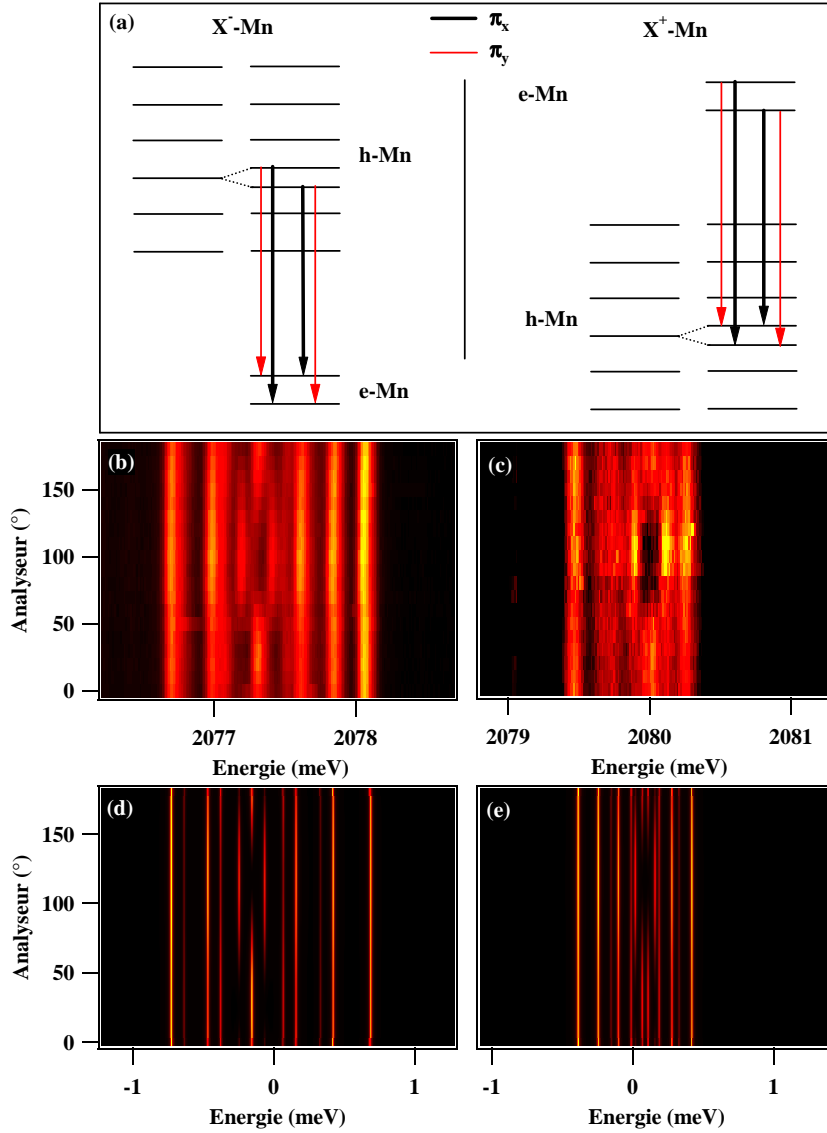 (a)
X⁻-Mn
πx
πy
X⁺-Mn
e-Mn
h-Mn
h-Mn
e-Mn
(b)
(c)
Analyseur (°)
150
100
50
0
2077
2078
Energie (meV)
2079
2080
2081
Energie (meV)
(d)
(e)
Analyseur (°)
150
100
50
0
-1
0
1
Energie (meV)
-1
0
1
Energie (meV)